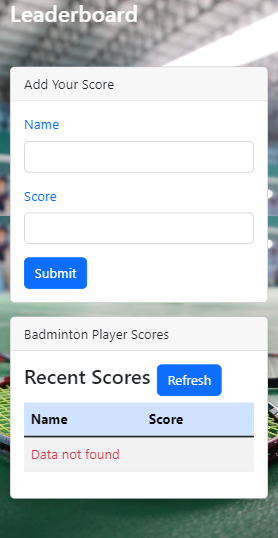 Leaderboard
Add Your Score
Name
Score
Submit
Badminton Player Scores
Recent Scores Refresh
Name Score
Data not found